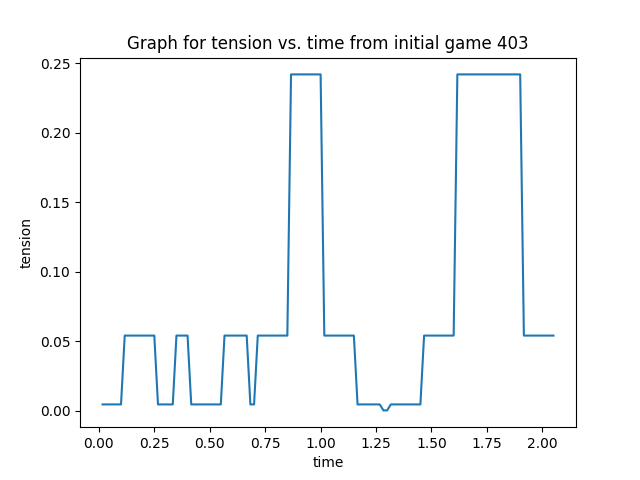 Graph for tension vs. time from initial game 403
0.25
0.20
0.15
0.10
0.05
0.00
tension
0.00 0.25 0.50 0.75 1.00 1.25 1.50 1.75 2.00
time